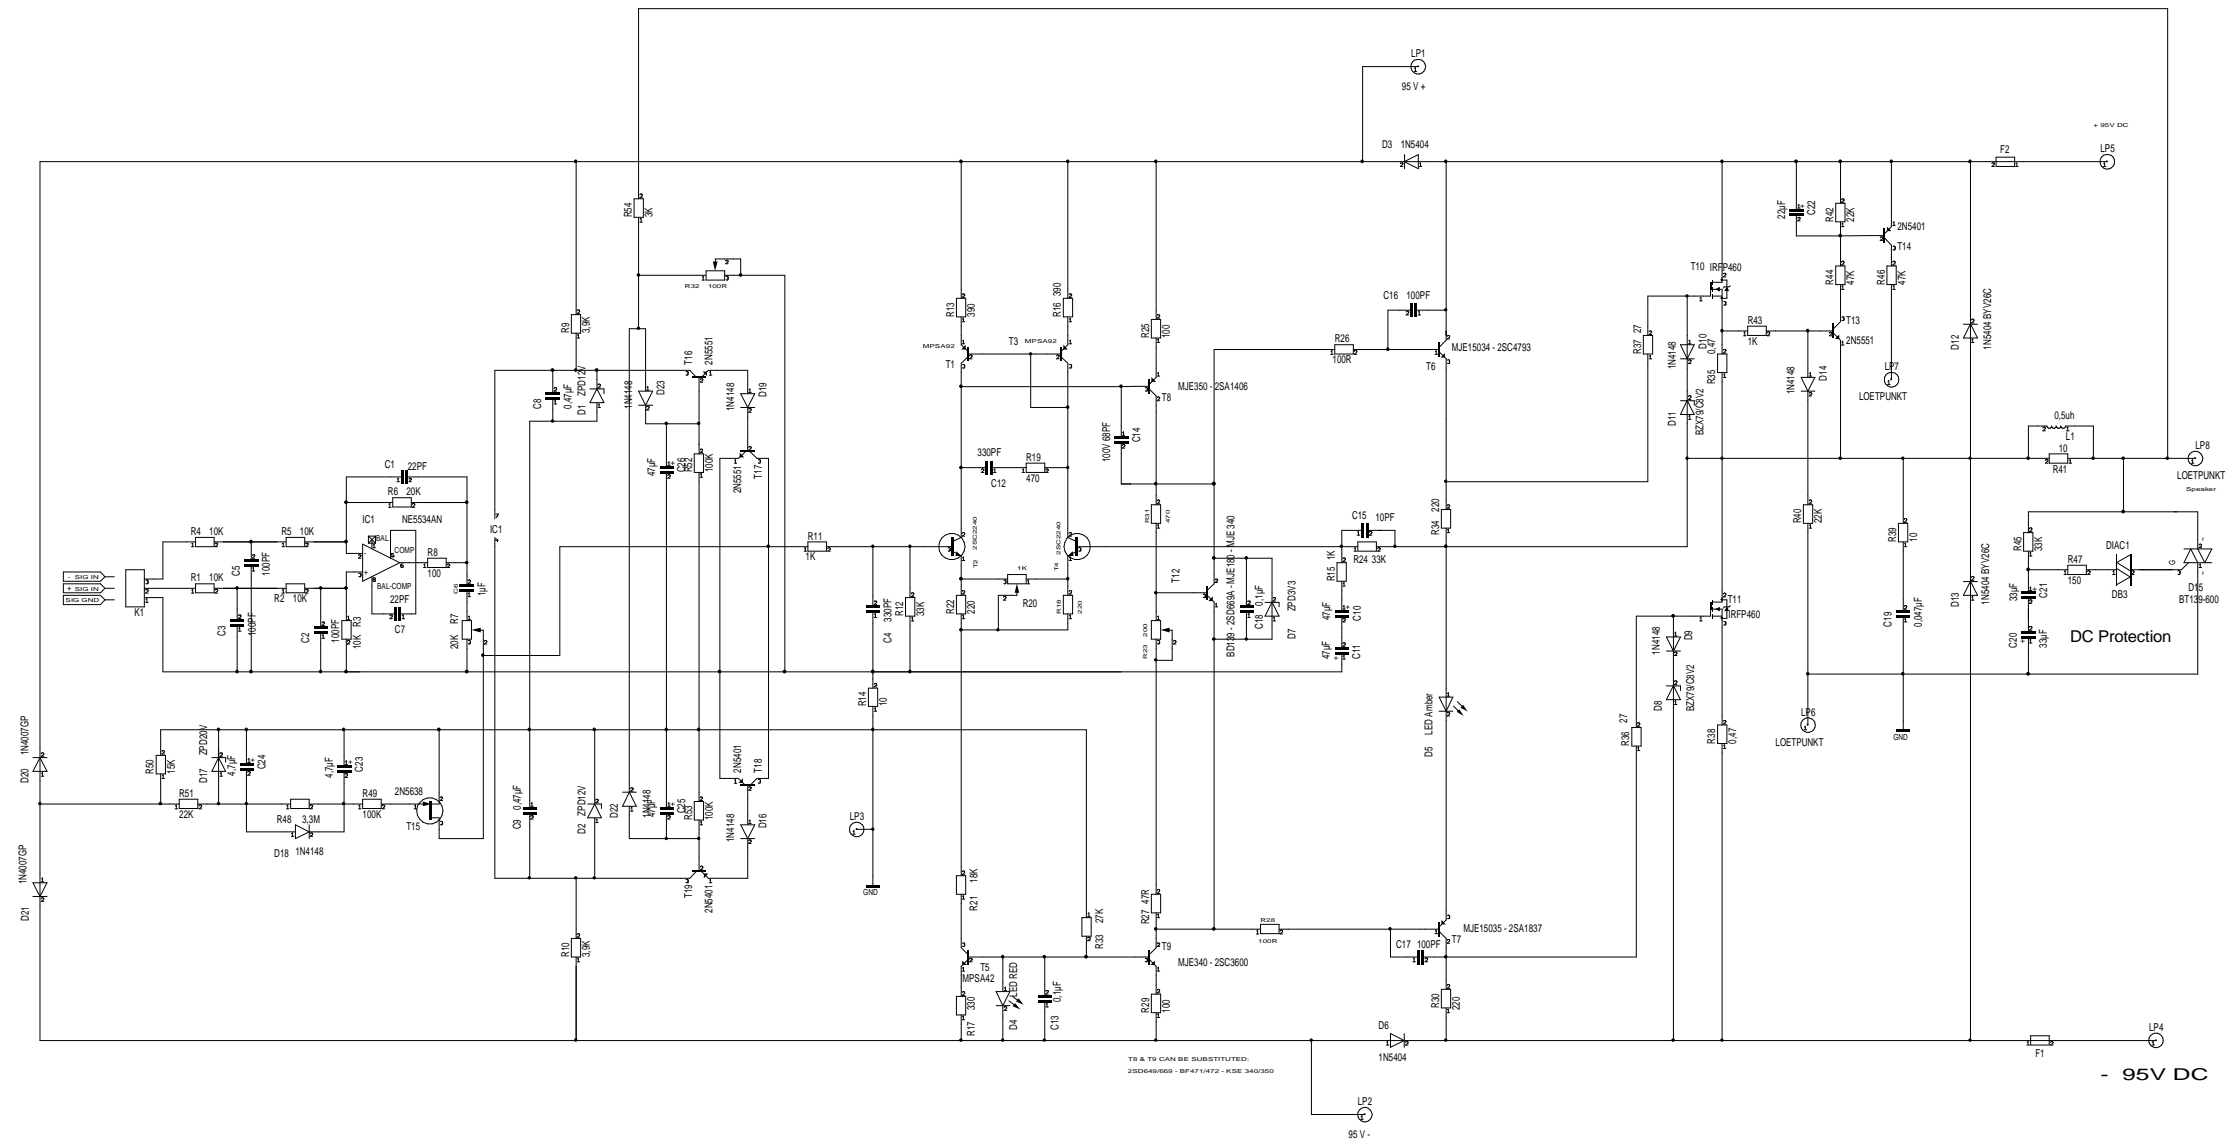 LP1
95 V +
D3 1N5404
+ 95V DC
F2
LP5
R54
3K
R32 100R
R9
3,9K
C8
0,47µF
D1
ZPD12V
1N4148
D23
T16
2N5551
1N4148
D19
2N5551
T17
47µF
C26
R52
100K
R13
390
R16
390
MPSA92
T1
T3
MPSA92
R25
100
MJE350 - 2SA1406
T8
100V 68PF
C14
330PF
C12
R19
470
R31
470
2SC2240
T2
2SC2240
T4
1K
R20
R22
220
R18
220
R23
200
T12
BD139 - 2SD669A - MJE180 - MJE340
C18
0,1µF
D7
ZPD3V3
C16 100PF
R26
100R
MJE15034 - 2SC4793
T6
R34
220
C15
10PF
R24 33K
R15
1K
47µF
C10
47µF
C11
R37
27
1N4148
D10
D11
BZX79/C8V2
T10
IRFP460
R35
0,47
R43
1K
22µF
C22
R42
22K
2N5401
T14
R44
47K
R46
47K
T13
2N5551
1N4148
D14
LP7
LOETPUNKT
D12
1N5404 BYV26C
0,5uh
L1
10
R41
LP8
LOETPUNKT
Speaker
R40
22K
R39
10
C19
0,047µF
D13
1N5404 BYV26C
R45
33K
R47
150
DIAC1
DB3
G
D15
BT139-600
33µF
C21
C20
33µF
DC Protection
T11
IRFP460
1N4148
D9
D8
BZX79/C8V2
R36
27
R38
0,47
LP6
LOETPUNKT
GND
C1
22PF
R6 20K
IC1
NE5534AN
BAL
COMP
BAL-COMP
R4 10K
R5 10K
R1 10K
R2
10K
C5
100PF
C3
100PF
C2
100PF
R3
10K
22PF
C7
R8
100
C6
1µF
R7
20K
- SIG IN
+ SIG IN
SIG GND
K1
IC1
R11
1K
C4
330PF
R12
33K
R14
10
1N4007GP
D20
1N4007GP
D21
R50
15K
D17
ZPD20V
4,7µF
C24
4,7µF
C23
R51
22K
R48 3,3M
D18 1N4148
R49
100K
2N5638
T15
C9
0,47µF
D2
ZPD12V
D22
1N4148
47µF
C25
R53
100K
2N5401
T18
1N4148
D16
T19
2N5401
R10
3,9K
LP3
GND
R21
18K
R33
27K
T5
MPSA42
R17
330
LED RED
D4
C13
0,1µF
R27
47R
T9
MJE340 - 2SC3600
R29
100
R28
100R
D5
LED Amber
MJE15035 - 2SA1837
T7
C17 100PF
R30
220
D6
1N5404
T8 & T9 CAN BE SUBSTITUTED:
2SD649/669 - BF471/472 - KSE 340/350
LP2
95 V -
F1
LP4
- 95V DC